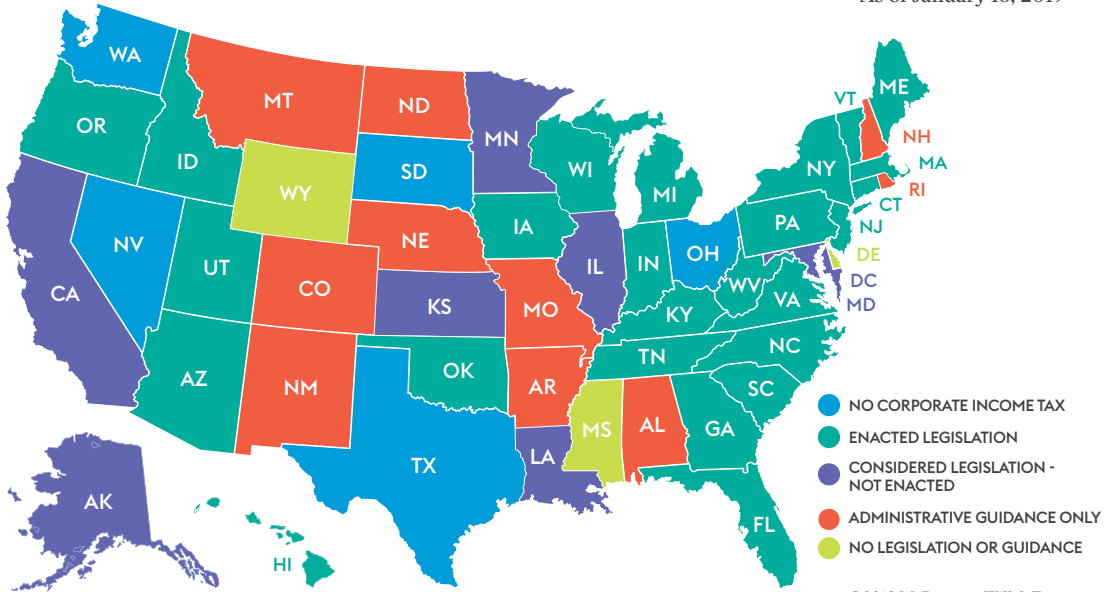 WA
MT
ND
MN
OR
ID
WY
SD
WI
MI
NY
VT
ME
NH
MA
RI
CT
NJ
PA
DE
DC
MD
NV
UT
CO
NE
IA
IL
IN
OH
WV
VA
CA
KS
MO
KY
NC
TN
AZ
NM
OK
AR
SC
MS
AL
GA
LA
TX
FL
AK
HI
NO CORPORATE INCOME TAX
ENACTED LEGISLATION
CONSIDERED LEGISLATION -
NOT ENACTED
ADMINISTRATIVE GUIDANCE ONLY
NO LEGISLATION OR GUIDANCE